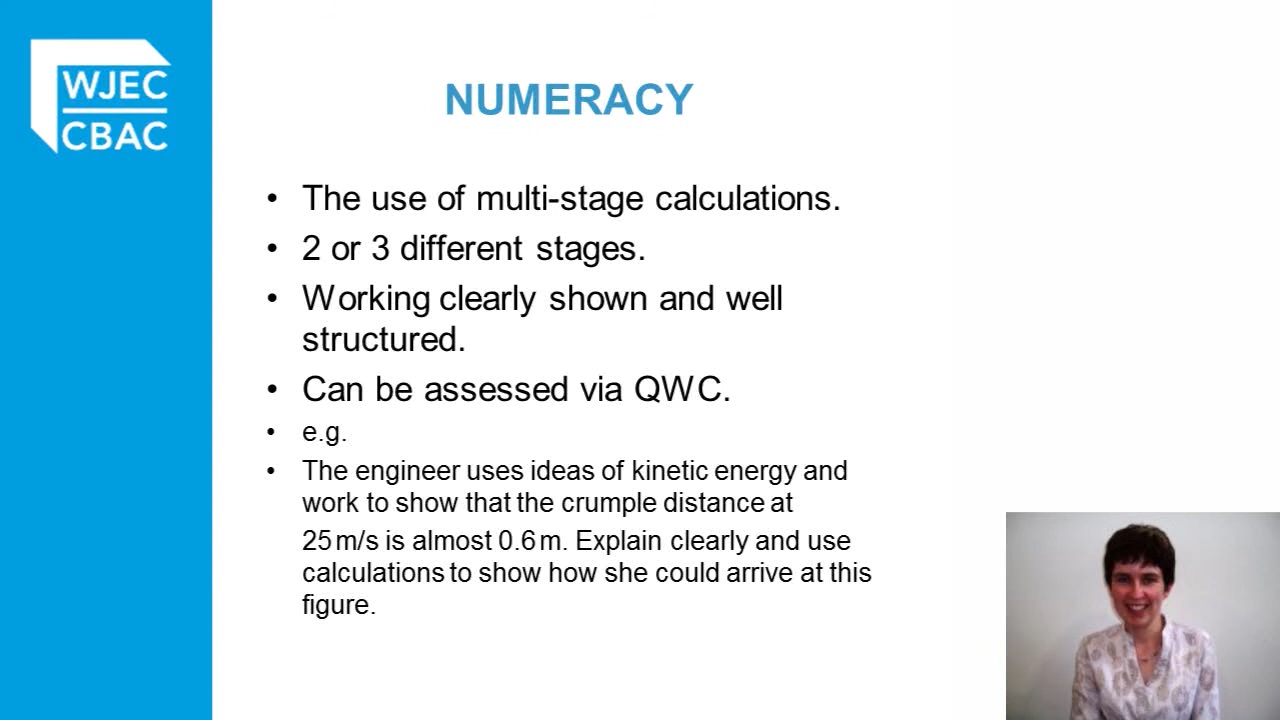 WJEC
CBAC
NUMERACY
• The use of multi-stage calculations.
• 2 or 3 different stages.
• Working clearly shown and well
structured.
• Can be assessed via QWC.
• e.g.
• The engineer uses ideas of kinetic energy and
work to show that the crumple distance at
25 m/s is almost 0.6 m. Explain clearly and use
calculations to show how she could arrive at this
figure.